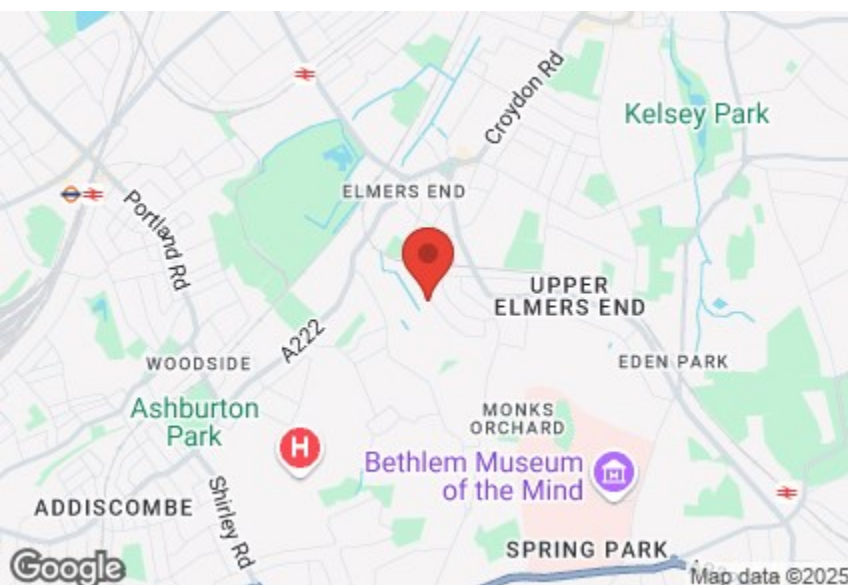 Croydon Rd
Kelsey Park
ELMERS END
Portland Rd
UPPER
ELMERS END
A222
WOODSIDE
EDEN PARK
Ashburton
Park
MONKS
ORCHARD
H
Bethlem Museum
of the Mind
ADDISCOMBE
Shirley Rd
SPRING PARK
Google
Map data ©2025